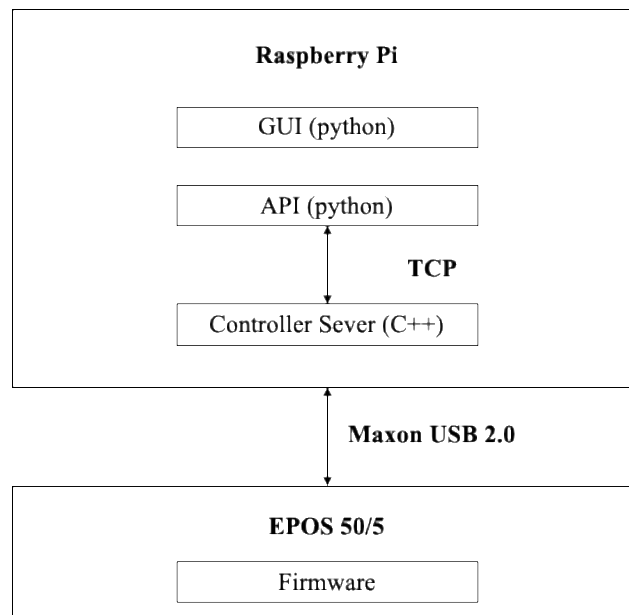 Raspberry Pi
GUI (python)
API (python)
TCP
Controller Sever (C++)
Maxon USB 2.0
EPOS 50/5
Firmware